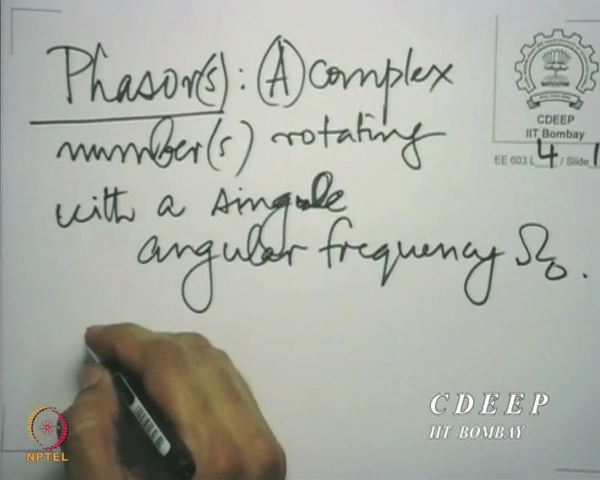 Phasor(s): (A) complex
number(s) rotating
with a single
angular frequency Ω₀.
CDEEP
IIT Bombay
EE 603 L 4 / Slide 1
CDEEP
IIT BOMBAY
NPTEL